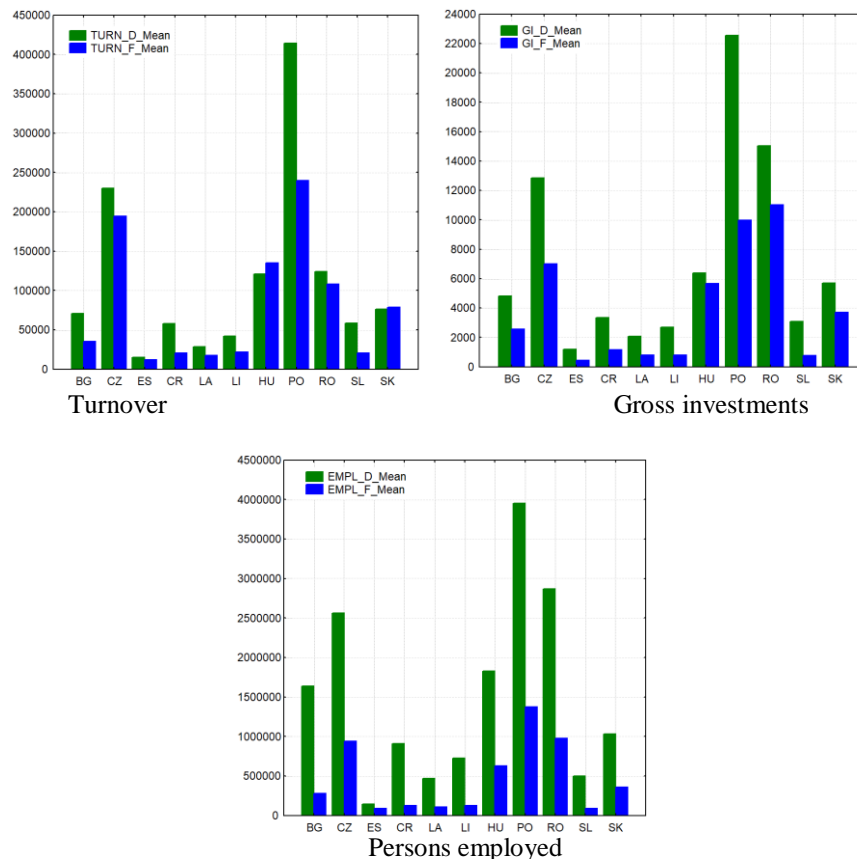 TURN_D_Mean
TURN_F_Mean
450000
400000
350000
300000
250000
200000
150000
100000
50000
0
BG CZ ES CR LA LI HU PO RO SL SK
Turnover
GI_D_Mean
GI_F_Mean
24000
22000
20000
18000
16000
14000
12000
10000
8000
6000
4000
2000
0
BG CZ ES CR LA LI HU PO RO SL SK
Gross investments
EMPL_D_Mean
EMPL_F_Mean
4500000
4000000
3500000
3000000
2500000
2000000
1500000
1000000
500000
0
BG CZ ES CR LA LI HU PO RO SL SK
Persons employed